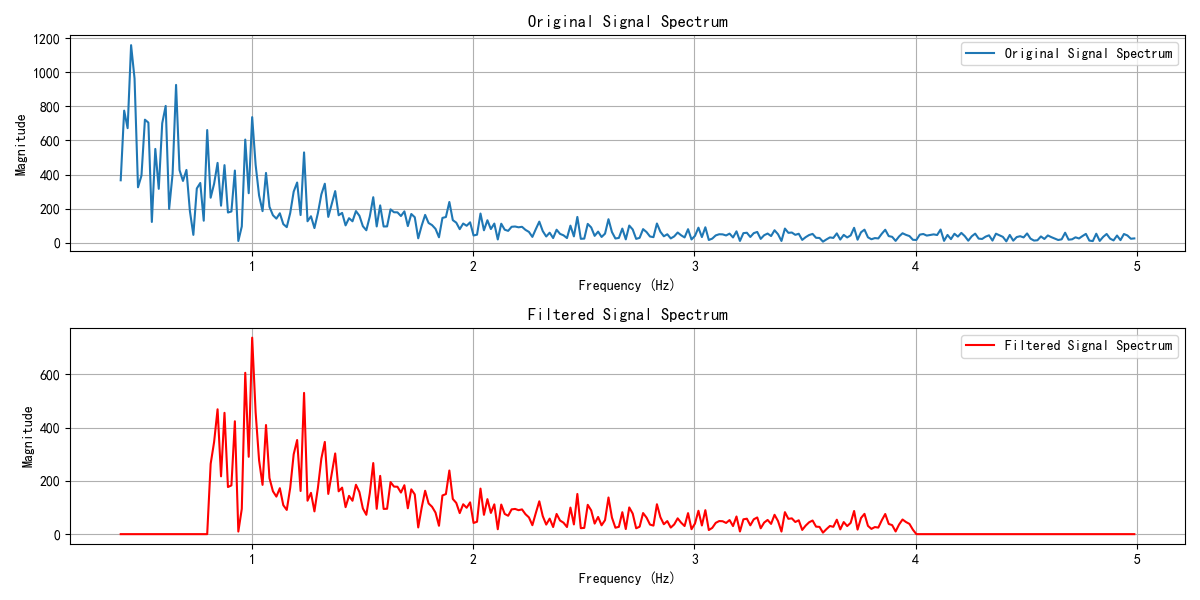 Original Signal Spectrum
1200
1000
800
600
400
200
0
Magnitude
Original Signal Spectrum
1 2 3 4 5
Frequency (Hz)
Filtered Signal Spectrum
600
400
200
0
Magnitude
Filtered Signal Spectrum
1 2 3 4 5
Frequency (Hz)